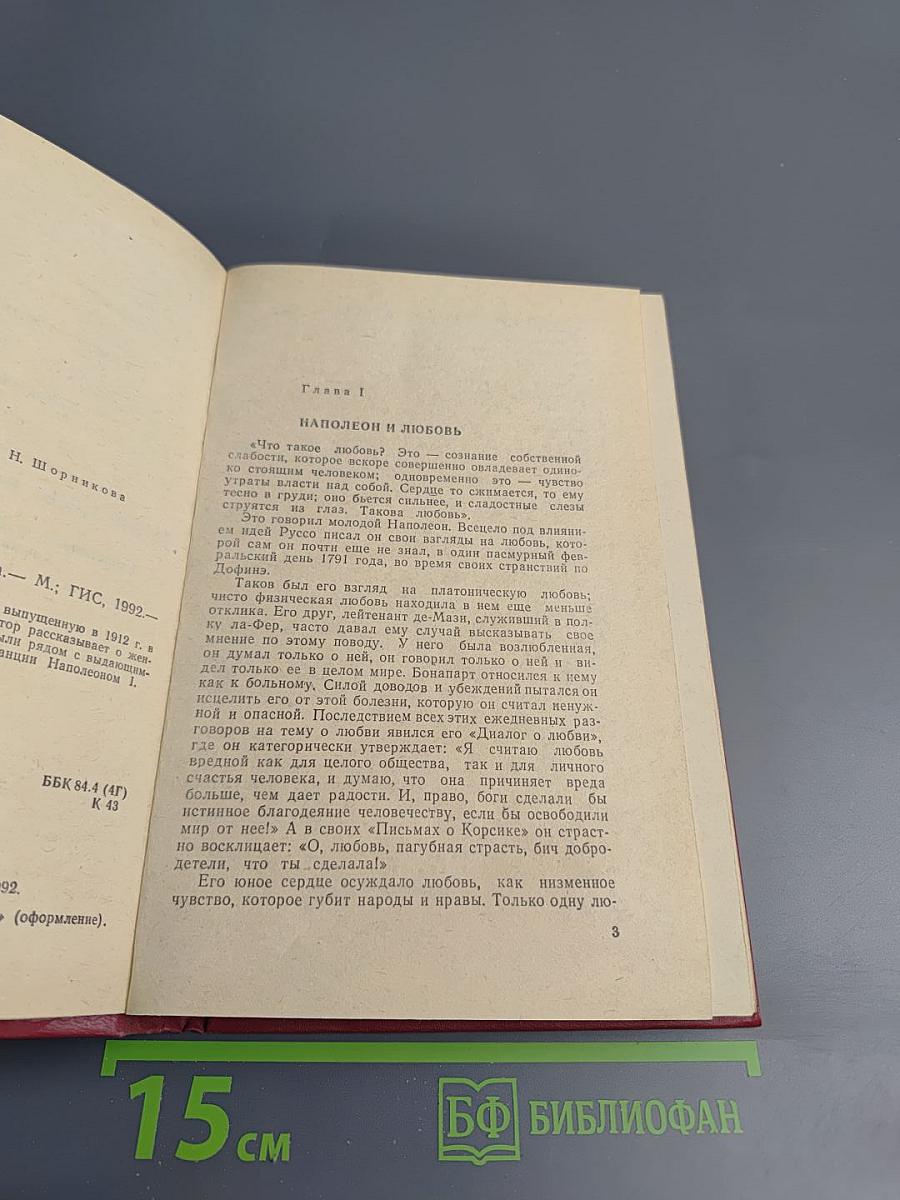 Н. Шорникова
а.— М.; ГИС, 1992.—
выпущенную в 1912 г. в
тор рассказывает о жен-
ыли рядом с выдающим-
анции Наполеоном I.
ББК 84.4 (4Г)
К 43
992.
» (оформление).
Глава I
НАПОЛЕОН И ЛЮБОВЬ
«Что такое любовь? Это — сознание собственной
слабости, которое вскоре совершенно овладевает одино-
ко стоящим человеком; одновременно это — чувство
утраты власти над собой. Сердце то сжимается, то ему
тесно в груди; оно бьется сильнее, и сладостные слезы
струятся из глаз. Такова любовь».
Это говорил молодой Наполеон. Всецело под влияни-
ем идей Руссо писал он свои взгляды на любовь, кото-
рой сам он почти еще не знал, в один пасмурный фев-
ральский день 1791 года, во время своих странствий по
Дофинэ.
Таков был его взгляд на платоническую любовь;
чисто физическая любовь находила в нем еще меньше
отклика. Его друг, лейтенант де-Мази, служивший в пол-
ку ла-Фер, часто давал ему случай высказывать свое
мнение по этому поводу. У него была возлюбленная,
он думал только о ней, он говорил только о ней и ви-
дел только ее в целом мире. Бонапарт относился к нему
как к больному. Силой доводов и убеждений пытался он
исцелить его от этой болезни, которую он считал ненуж-
ной и опасной. Последствием всех этих ежедневных раз-
говоров на тему о любви явился его «Диалог о любви»,
где он категорически утверждает: «Я считаю любовь
вредной как для целого общества, так и для личного
счастья человека, и думаю, что она причиняет вреда
больше, чем дает радости. И, право, боги сделали бы
истинное благодеяние человечеству, если бы освободили
мир от нее!» А в своих «Письмах о Корсике» он страст-
но восклицает: «О, любовь, пагубная страсть, бич добро-
детели, что ты сделала!»
Его юное сердце осуждало любовь, как низменное
чувство, которое губит народы и нравы. Только одну лю-
3
15 см
БФ БИБЛИОФАН